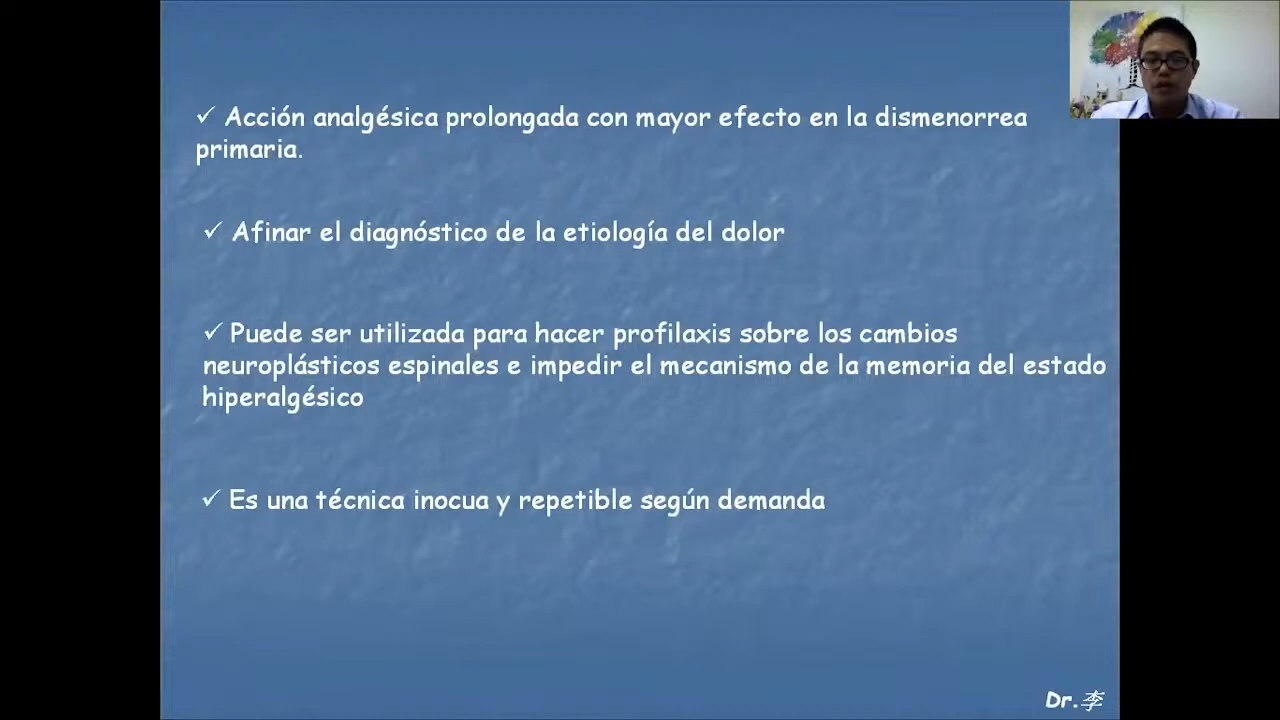 ✓ Acción analgésica prolongada con mayor efecto en la dismenorrea
primaria.
✓ Afinar el diagnóstico de la etiología del dolor
✓ Puede ser utilizada para hacer profilaxis sobre los cambios
neuroplásticos espinales e impedir el mecanismo de la memoria del estado
hiperalgésico
✓ Es una técnica inocua y repetible según demanda
Dr.李